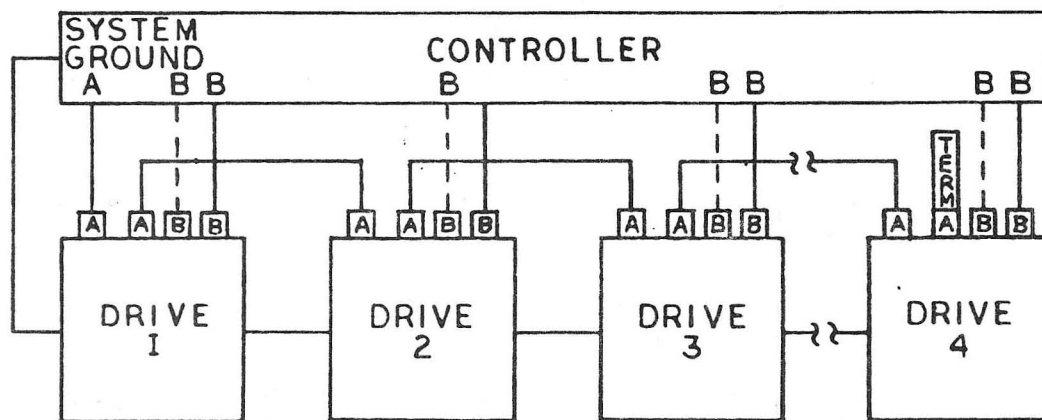 SYSTEM
GROUND
CONTROLLER
A B B B B B B B
A A B B A A B B A A B B A TERM A B B
DRIVE
1
DRIVE
2
DRIVE
3
DRIVE
4